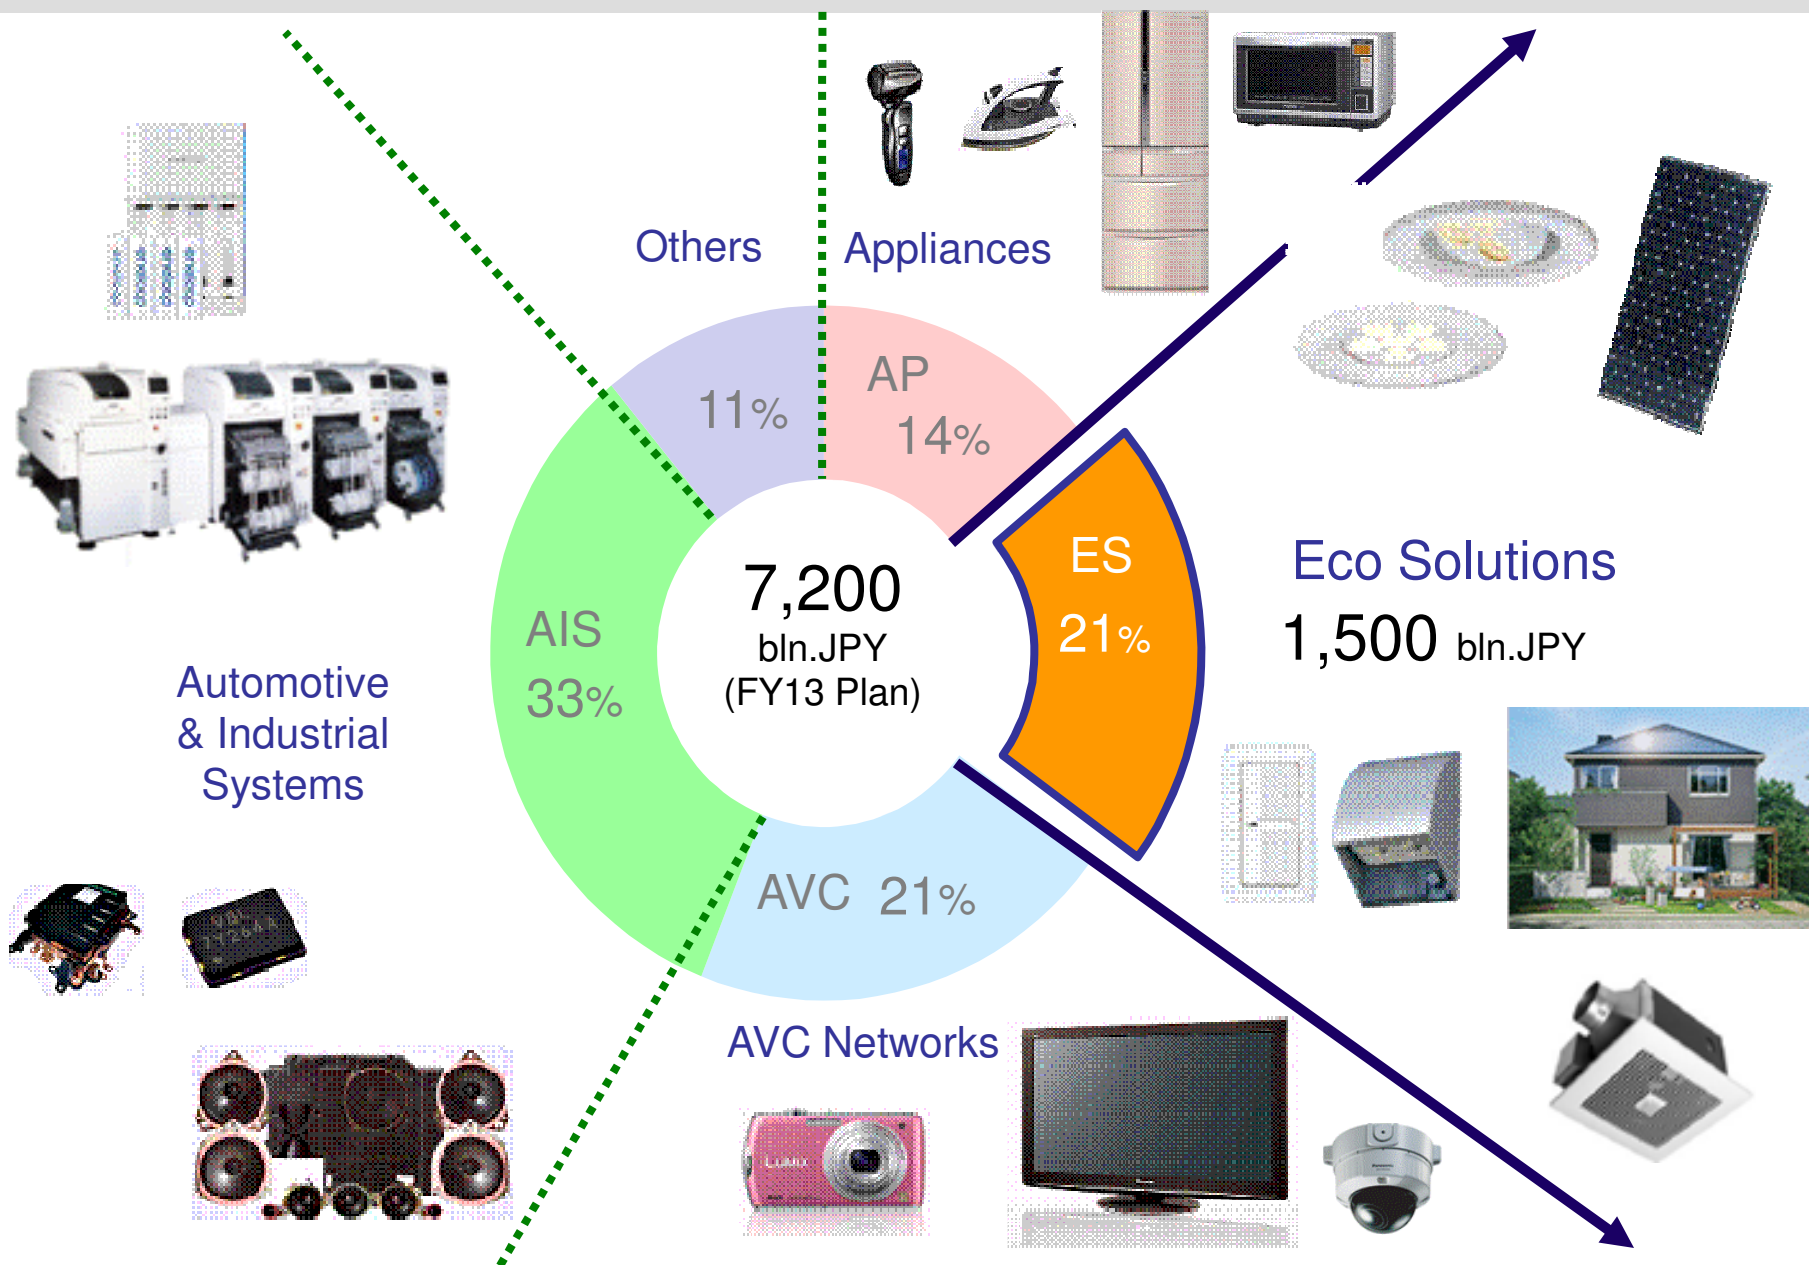 Others
Appliances
AP
14%
11%
ES
21%
Eco Solutions
1,500 bln.JPY
7,200
bln.JPY
(FY13 Plan)
AIS
33%
Automotive
& Industrial
Systems
AVC 21%
AVC Networks
LUMIX